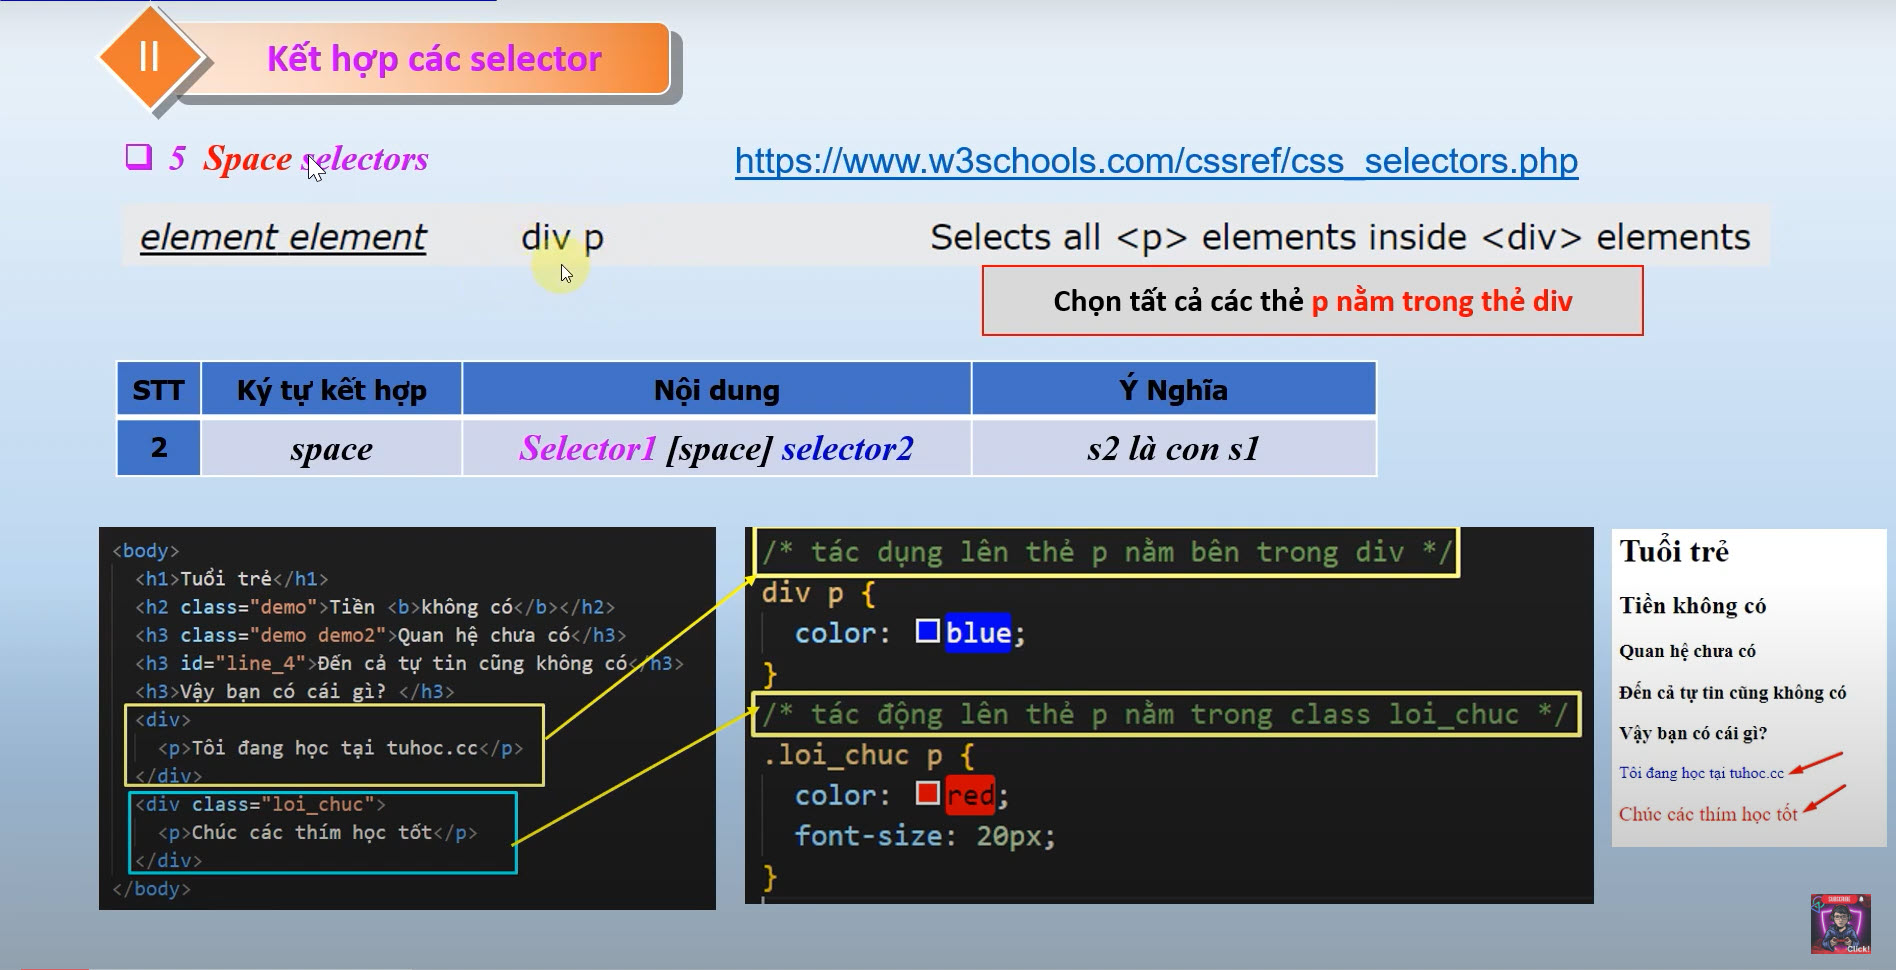 II
Kết hợp các selector
5 Space selectors
https://www.w3schools.com/cssref/css_selectors.php
element element div p Selects all <p> elements inside <div> elements
Chọn tất cả các thẻ p nằm trong thẻ div
STT Ký tự kết hợp Nội dung Ý Nghĩa
2 space Selector1 [space] selector2 s2 là con s1
<body>
<h1>Tuổi trẻ</h1>
<h2 class="demo">Tiền <b>không có</b></h2>
<h3 class="demo demo2">Quan hệ chưa có</h3>
<h3 id="line_4">Đến cả tự tin cũng không có</h3>
<h3>Vậy bạn có cái gì? </h3>
<div>
<p>Tôi đang học tại tuhoc.cc</p>
</div>
<div class="loi_chuc">
<p>Chúc các thím học tốt</p>
</div>
</body>
/* tác dụng lên thẻ p nằm bên trong div */
div p {
color: blue;
}
/* tác động lên thẻ p nằm trong class loi_chuc */
.loi_chuc p {
color: red;
font-size: 20px;
}
Tuổi trẻ
Tiền không có
Quan hệ chưa có
Đến cả tự tin cũng không có
Vậy bạn có cái gì?
Tôi đang học tại tuhoc.cc
Chúc các thím học tốt
SUBSCRIBE
Click!